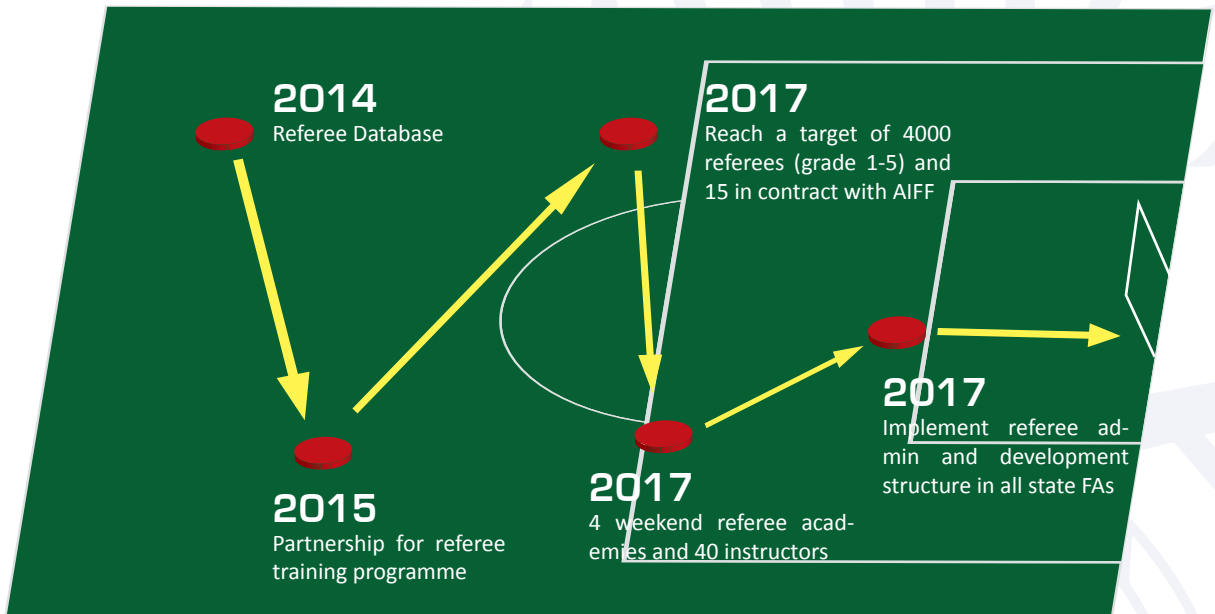 2014
Referee Database
2015
Partnership for referee
training programme
2017
Reach a target of 4000
referees (grade 1-5) and
15 in contract with AIFF
2017
4 weekend referee acad-
emies and 40 instructors
2017
Implement referee ad-
min and development
structure in all state FAs